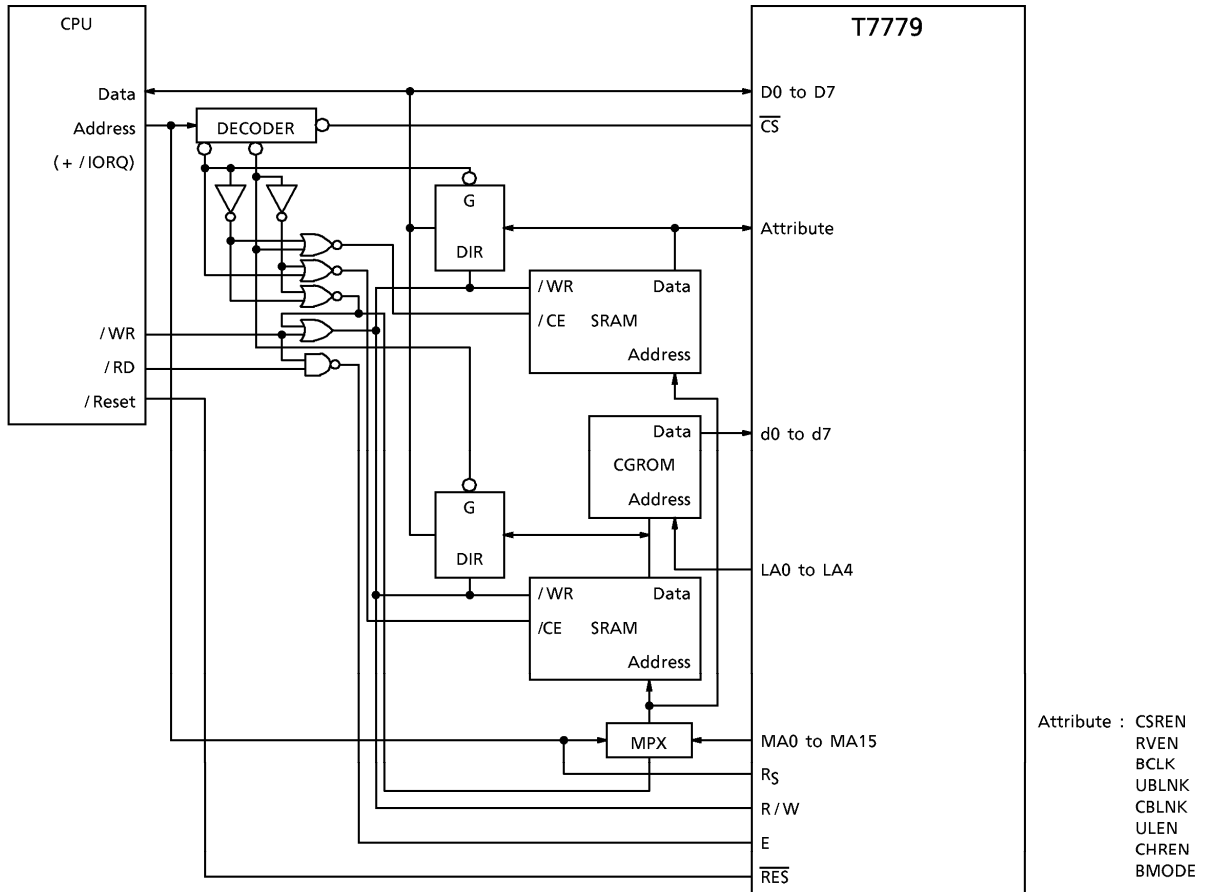 CPU
T7779
Data
D0 to D7
Address
DECODER
CS
(+ /IORQ)
G
DIR
Attribute
/WR Data
/CE SRAM
Address
/WR
/RD
/Reset
Data
d0 to d7
CGROM
Address
G
DIR
LA0 to LA4
/WR Data
/CE SRAM
Address
MPX
MA0 to MA15
RS
R/W
E
RES
Attribute : CSREN
RVEN
BCLK
UBLNK
CBLNK
ULEN
CHREN
BMODE